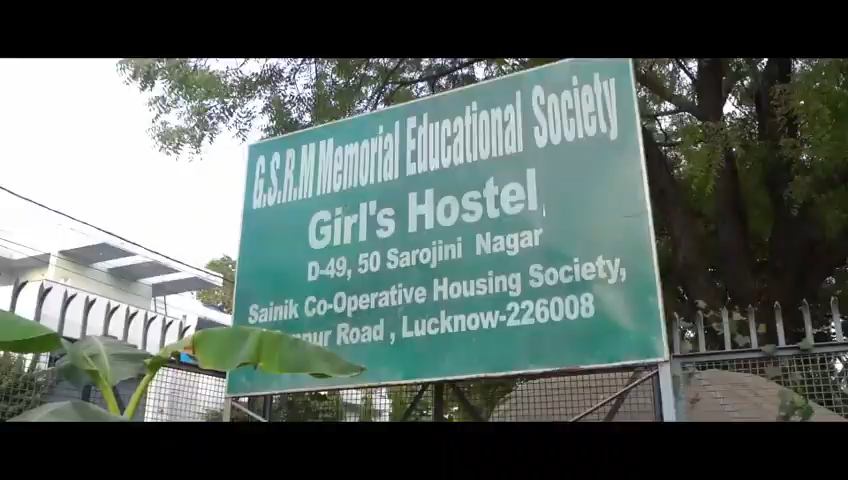 G.S.R.M Memorial Educational Society
Girl's Hostel
D-49, 50 Sarojini Nagar
Sainik Co-Operative Housing Society,
Road , Lucknow-226008